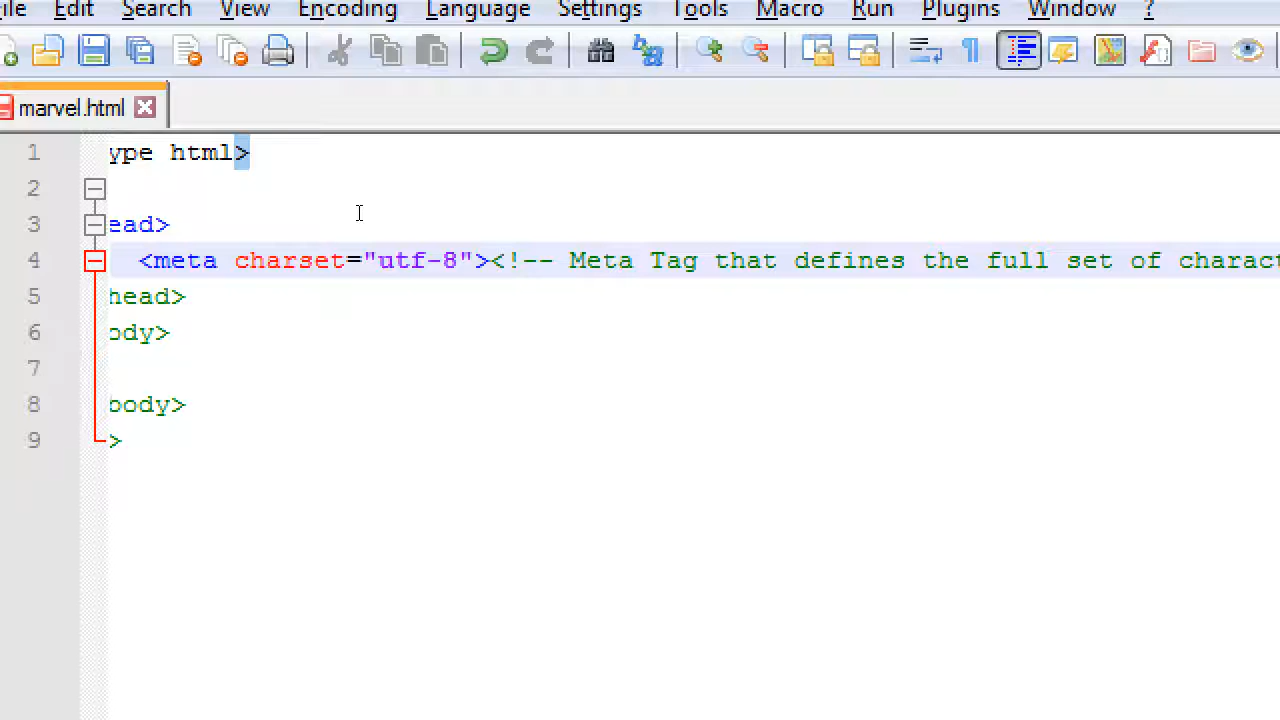 ile Edit Search View Encoding Language Settings Tools Macro Run Plugins Window ?
marvel.html
1 ype html>
2
3 ead>
4 <meta charset="utf-8"><!-- Meta Tag that defines the full set of charact
5 head>
6 ody>
7
8 body>
9 >